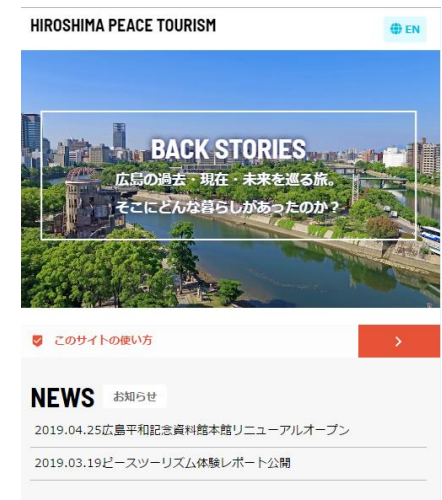 HIROSHIMA PEACE TOURISM
EN
BACK STORIES
広島の過去・現在・未来を巡る旅。
そこにどんな暮らしがあったのか？
このサイトの使い方
NEWS お知らせ
2019.04.25広島平和記念資料館本館リニューアルオープン
2019.03.19ピースツーリズム体験レポート公開